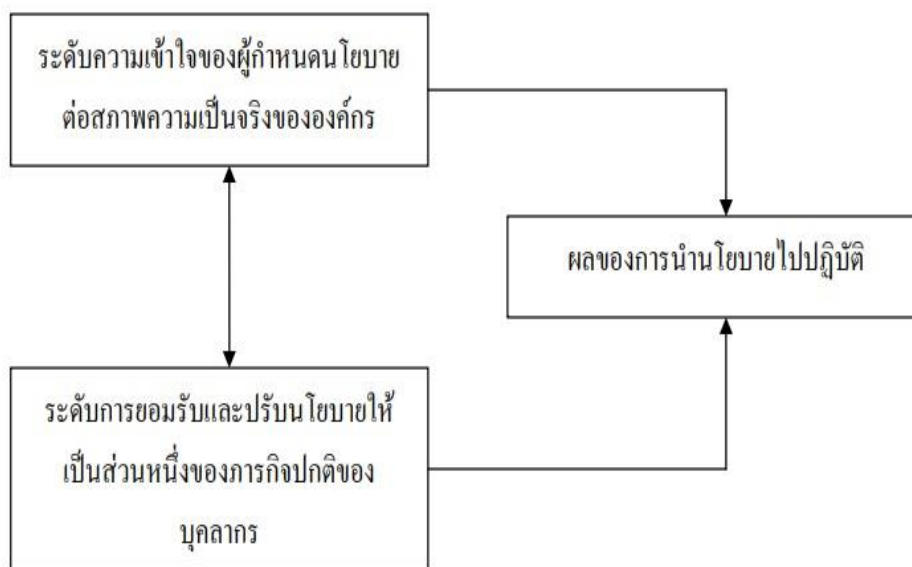 ระดับความเข้าใจของผู้กำหนดนโยบาย
ต่อสภาพความเป็นจริงขององค์กร
ผลของการนำนโยบายไปปฏิบัติ
ระดับการยอมรับและปรับนโยบายให้
เป็นส่วนหนึ่งของภารกิจปกติของ
บุคลากร